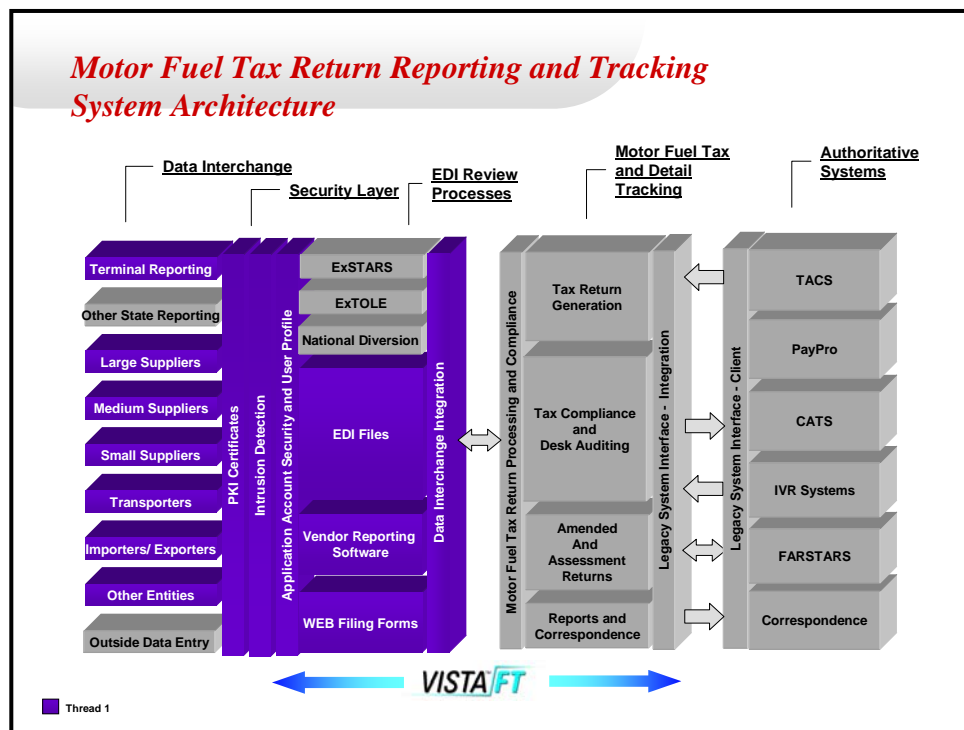 Motor Fuel Tax Return Reporting and Tracking
System Architecture
Data Interchange
Security Layer
EDI Review
Processes
Motor Fuel Tax
and Detail
Tracking
Authoritative
Systems
Terminal Reporting
Other State Reporting
Large Suppliers
Medium Suppliers
Small Suppliers
Transporters
Importers/ Exporters
Other Entities
Outside Data Entry
PKI Certificates
Intrusion Detection
Application Account Security and User Profile
ExSTARS
ExTOLE
National Diversion
EDI Files
Vendor Reporting
Software
WEB Filing Forms
Data Interchange Integration
Motor Fuel Tax Return Processing and Compliance
Tax Return
Generation
Tax Compliance
and
Desk Auditing
Amended
And
Assessment
Returns
Reports and
Correspondence
Legacy System Interface - Integration
Legacy System Interface - Client
TACS
PayPro
CATS
IVR Systems
FARSTARS
Correspondence
VISTA FT
Thread 1